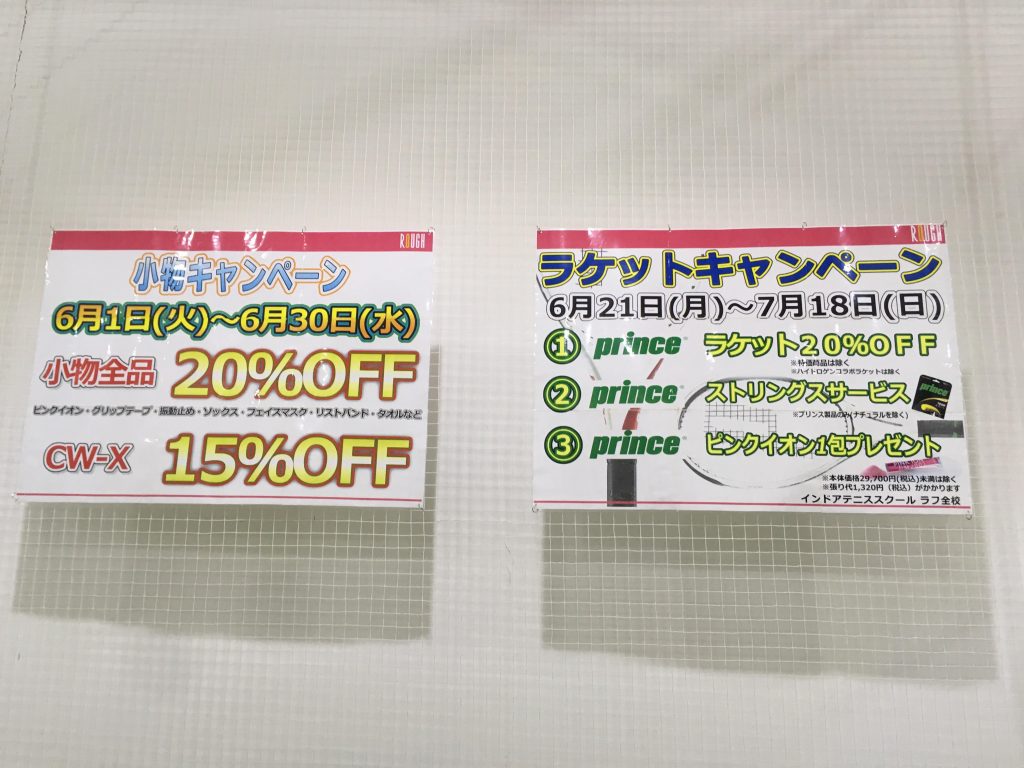 ROUGH
小物キャンペーン
6月1日(火)～6月30日(水)
小物全品 20%OFF
ピンクイオン・グリップテープ・振動止め・ソックス・フェイスマスク・リストバンド・タオルなど
CW-X 15%OFF
ROUGH
ラケットキャンペーン
6月21日(月)～7月18日(日)
① prince ラケット２０%ＯＦＦ
※特価商品は除く
※ハイドロゲンコラボラケットは除く
② prince ストリングスサービス
prince
※プリンス製品のみ(ナチュラルを除く)
③ prince ピンクイオン1包プレゼント
※本体価格29,700円(税込)未満は除く
※張り代1,320円（税込）がかかります
インドアテニススクール ラフ全校